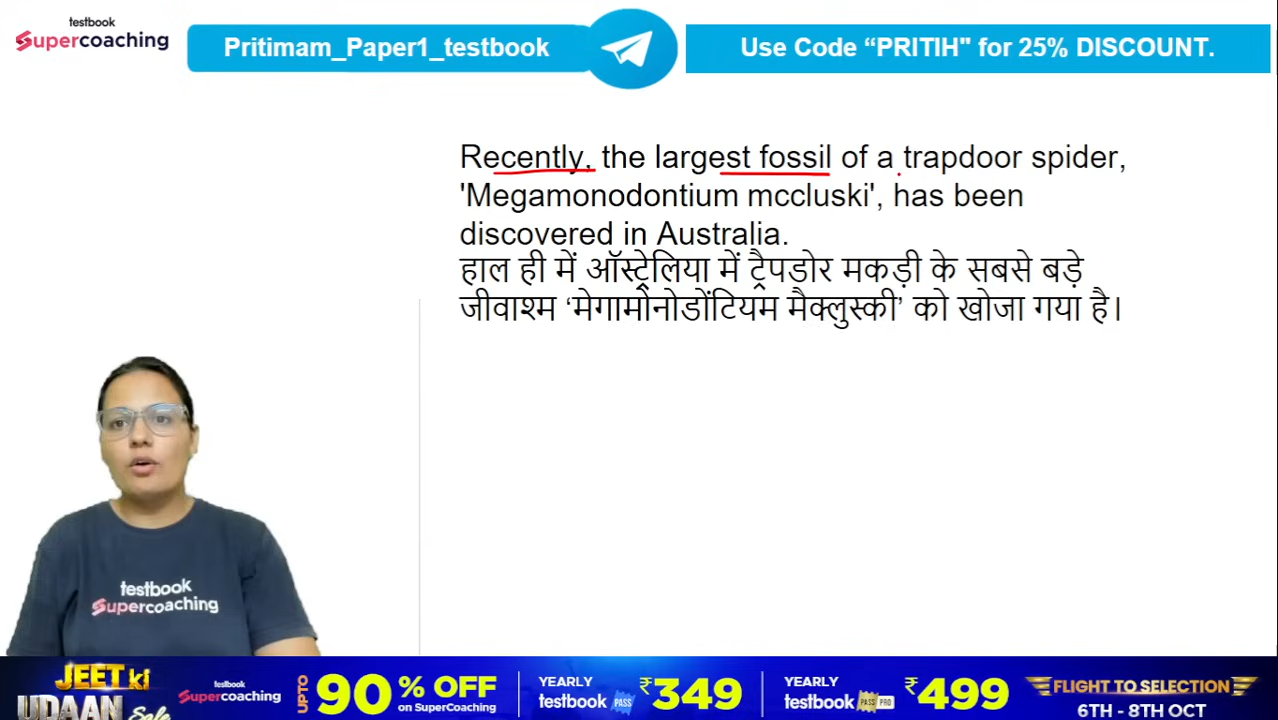 testbook
Supercoaching
Pritimam_Paper1_testbook
Use Code “PRITIH" for 25% DISCOUNT.
Recently, the largest fossil of a trapdoor spider,
'Megamonodontium mccluski', has been
discovered in Australia.
हाल ही में ऑस्ट्रेलिया में ट्रैपडोर मकड़ी के सबसे बड़े
जीवाश्म ‘मेगामोनोडोंटियम मैक्लुस्की’ को खोजा गया है।
testbook
Supercoaching
JEET ki
UDAAN Sale
testbook
Supercoaching
UPTO
90 % OFF
on SuperCoaching
YEARLY
testbook PASS
₹349
YEARLY
testbook PASS PRO
₹499
FLIGHT TO SELECTION
6TH - 8TH OCT